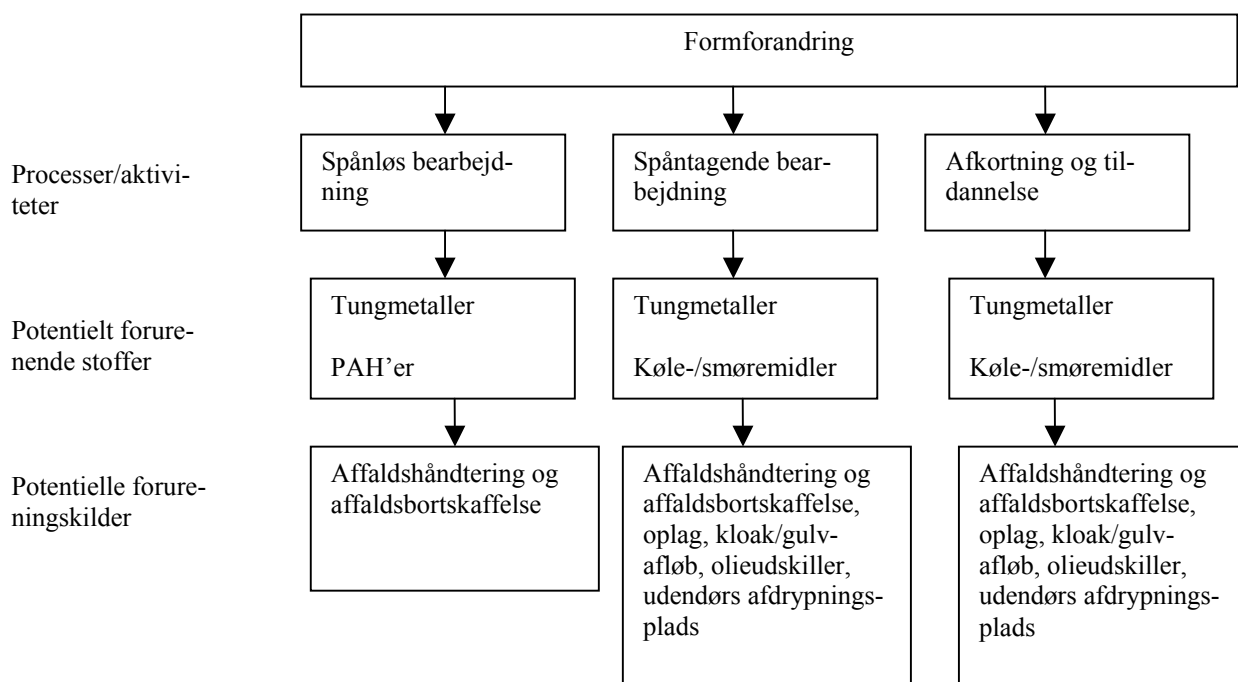 Formforandring
Processer/aktivi-
teter
Spånløs bearbejd-
ning
Spåntagende bear-
bejdning
Afkortning og til-
dannelse
Potentielt forure-
nende stoffer
Tungmetaller
PAH’er
Tungmetaller
Køle-/smøremidler
Tungmetaller
Køle-/smøremidler
Potentielle forure-
ningskilder
Affaldshåndtering og
affaldsbortskaffelse
Affaldshåndtering og
affaldsbortskaffelse,
oplag, kloak/gulv-
afløb, olieudskiller,
udendørs afdrypnings-
plads
Affaldshåndtering og
affaldsbortskaffelse,
oplag, kloak/gulv-
afløb, olieudskiller,
udendørs afdrypnings-
plads